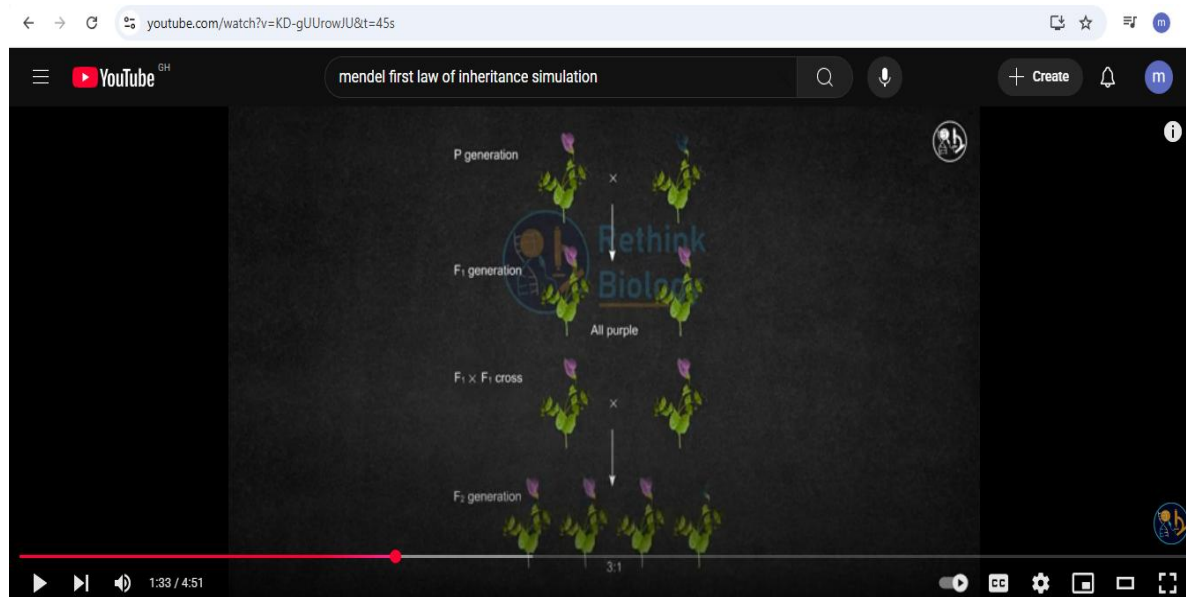 youtube.com/watch?v=KD-gUUrowJU&t=45s
m
YouTube GH
mendel first law of inheritance simulation
Create
m
P generation
×
Rethink
Biology
F₁ generation
All purple
F₁ × F₁ cross
×
F₂ generation
3:1
1:33 / 4:51
CC